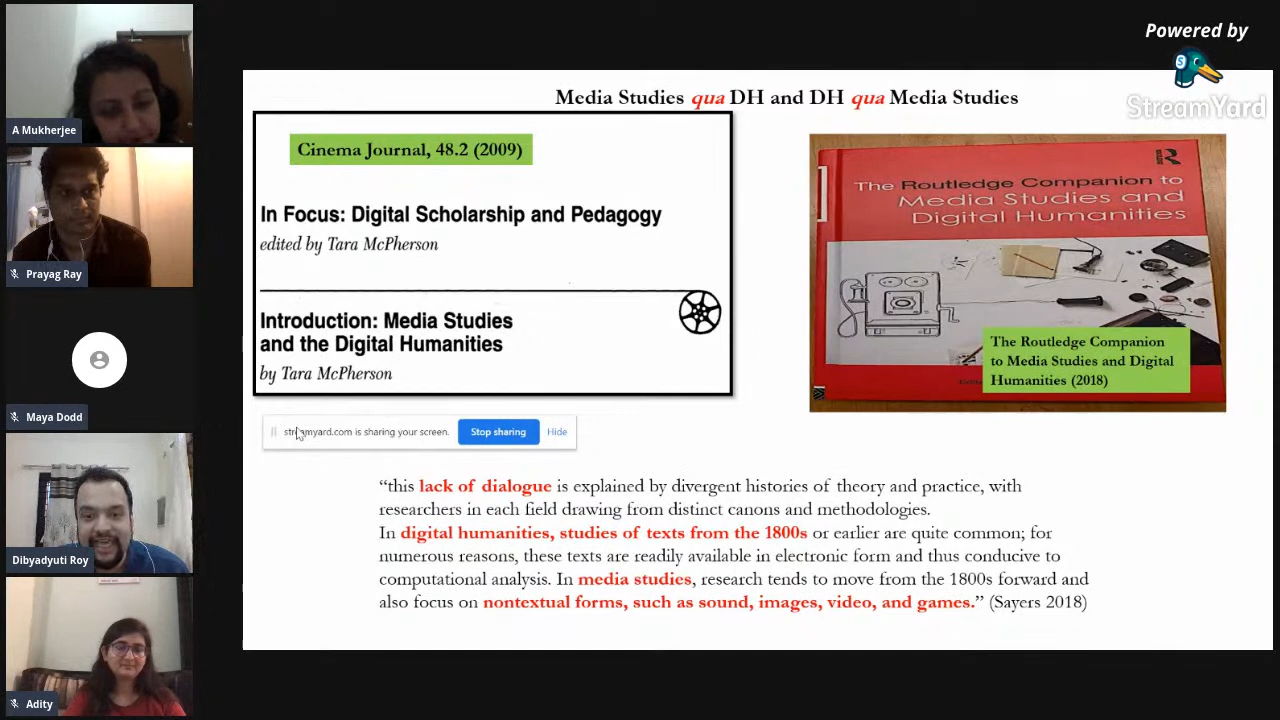 Powered by
S
StreamYard
A Mukherjee
Prayag Ray
Maya Dodd
Dibyadyuti Roy
Adity
Media Studies qua DH and DH qua Media Studies
Cinema Journal, 48.2 (2009)
In Focus: Digital Scholarship and Pedagogy
edited by Tara McPherson
Introduction: Media Studies
and the Digital Humanities
by Tara McPherson
R
The Routledge Companion to
Media Studies and
Digital Humanities
The Routledge Companion
to Media Studies and Digital
Humanities (2018)
streamyard.com is sharing your screen.
Stop sharing
Hide
“this lack of dialogue is explained by divergent histories of theory and practice, with
researchers in each field drawing from distinct canons and methodologies.
In digital humanities, studies of texts from the 1800s or earlier are quite common; for
numerous reasons, these texts are readily available in electronic form and thus conducive to
computational analysis. In media studies, research tends to move from the 1800s forward and
also focus on nontextual forms, such as sound, images, video, and games.” (Sayers 2018)